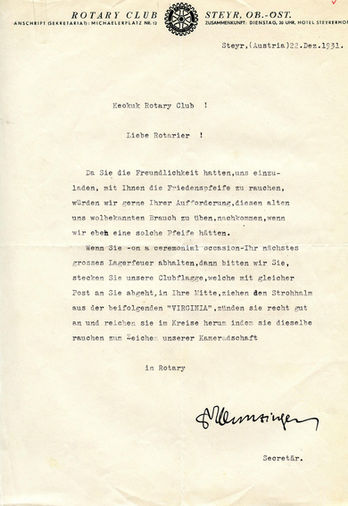 ROTARY CLUB STEYR, OB.-OST.
ANSCHRIFT (SEKRETARIAT): MICHAELERPLATZ NR. 13 ZUSAMMENKUNFT: DIENSTAG, 20 UHR, HOTEL STEYRERHOF
Steyr,(Austria)22.Dez.1931.
Keokuk Rotary Club !
Liebe Rotarier !
Da Sie die Freundlichkeit hatten,uns einzu-
laden, mit Ihnen die Friedenspfeife zu rauchen,
würden wir gerne Ihrer Aufforderung,diesen alten
uns wolbekannten Brauch zu üben,nachkommen,wenn
wir eben eine solche Pfeife hätten.
Wenn Sie -on a ceremonial occasion-Ihr nächstes
grosses Lagerfeuer abhalten,dann bitten wir Sie,
stecken Sie unsere Clubflagge,welche mit gleicher
Post an Sie abgeht,in Ihre Mitte,ziehen den Strohhalm
aus der beifolgenden "VIRGINIA",zünden sie recht gut
an und reichen sie im Kreise herum indem sie dieselbe
rauchen zum Zeichen unserer Kameradschaft
in Rotary
Secretär.